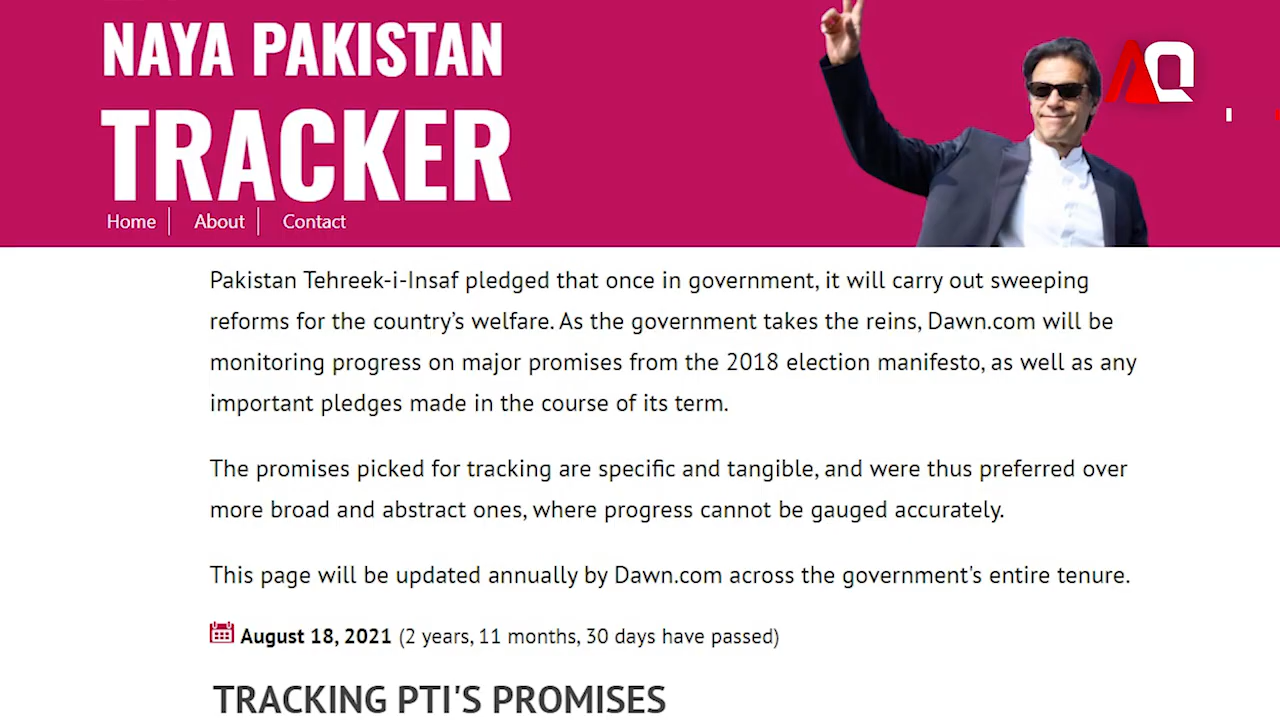 NAYA PAKISTAN
TRACKER
AQ
Home
About
Contact
Pakistan Tehreek-i-Insaf pledged that once in government, it will carry out sweeping
reforms for the country’s welfare. As the government takes the reins, Dawn.com will be
monitoring progress on major promises from the 2018 election manifesto, as well as any
important pledges made in the course of its term.
The promises picked for tracking are specific and tangible, and were thus preferred over
more broad and abstract ones, where progress cannot be gauged accurately.
This page will be updated annually by Dawn.com across the government's entire tenure.
August 18, 2021 (2 years, 11 months, 30 days have passed)
TRACKING PTI'S PROMISES